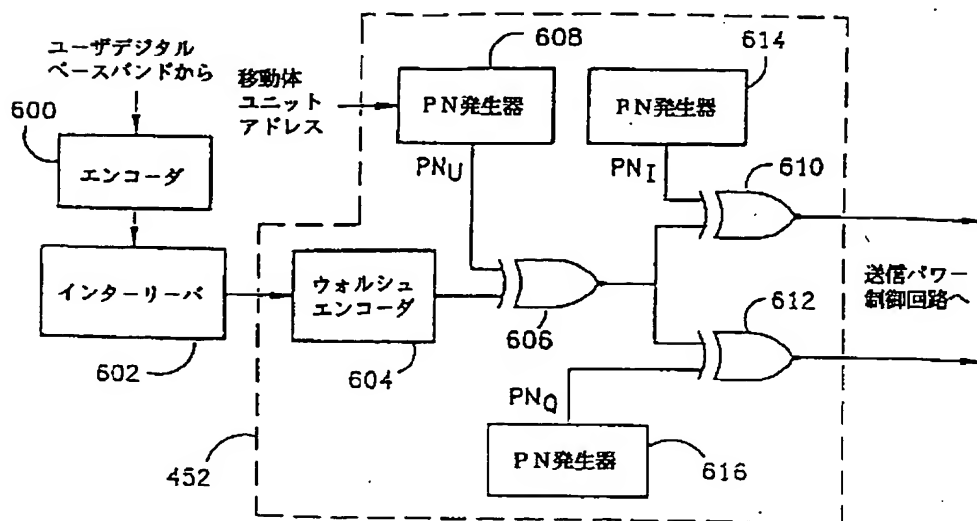 ユーザデジタル
ベースバンドから
600
エンコーダ
インターリーバ
602
移動体
ユニット
アドレス
608
PN発生器
PNU
614
PN発生器
PNI
610
ウォルシュ
エンコーダ
604
606
612
送信パワー
制御回路へ
PNQ
PN発生器
616
452